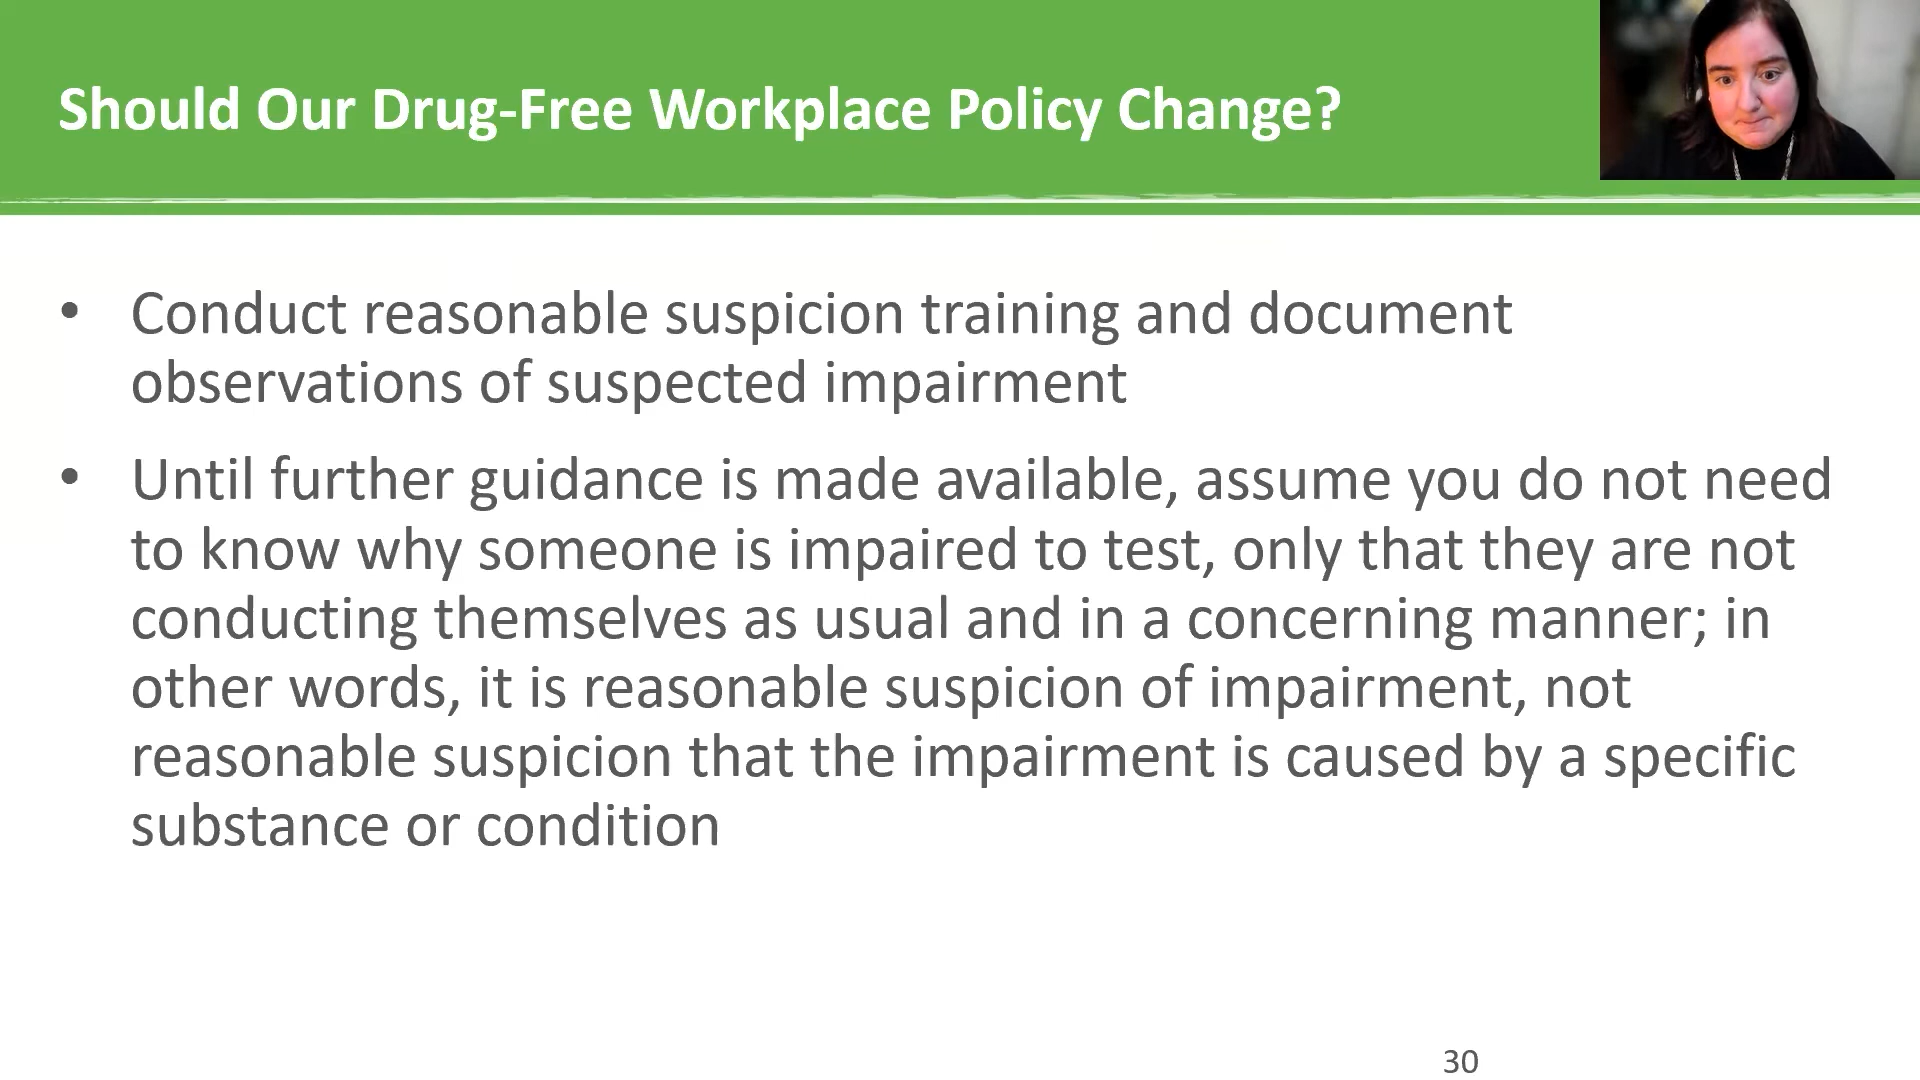 Should Our Drug-Free Workplace Policy Change?
• Conduct reasonable suspicion training and document
observations of suspected impairment
• Until further guidance is made available, assume you do not need
to know why someone is impaired to test, only that they are not
conducting themselves as usual and in a concerning manner; in
other words, it is reasonable suspicion of impairment, not
reasonable suspicion that the impairment is caused by a specific
substance or condition
30